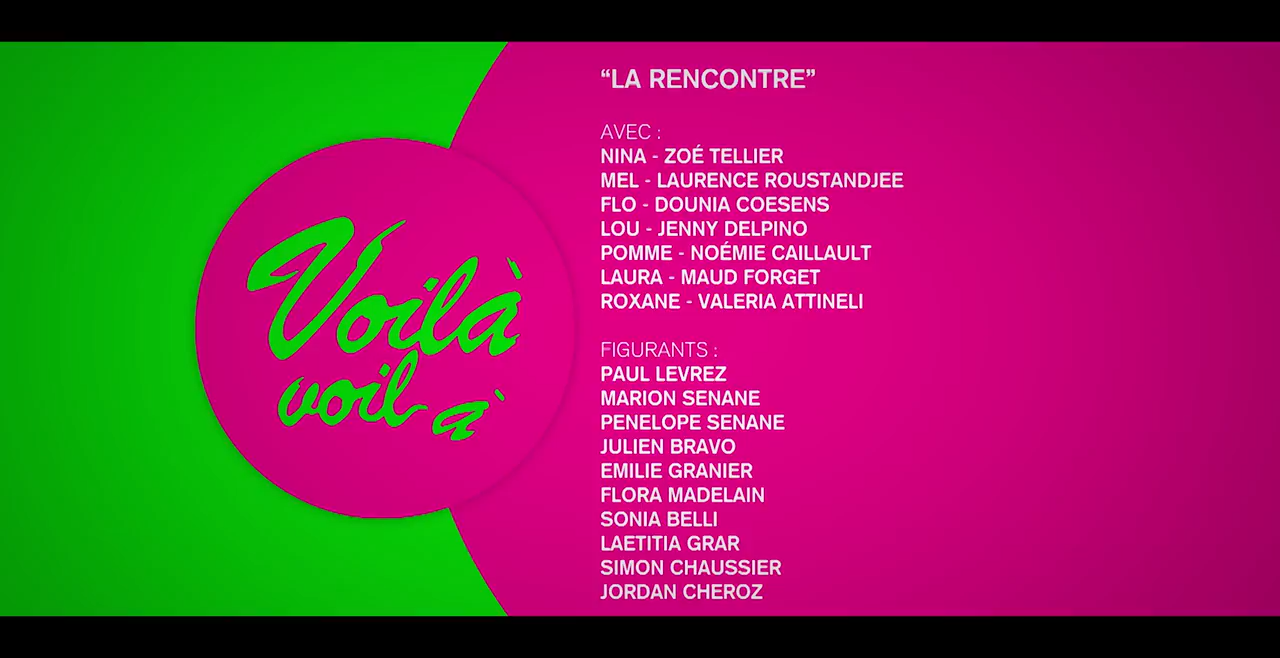 Voilà
voilà
“LA RENCONTRE”
AVEC :
NINA - ZOÉ TELLIER
MEL - LAURENCE ROUSTANDJEE
FLO - DOUNIA COESENS
LOU - JENNY DELPINO
POMME - NOÉMIE CAILLAULT
LAURA - MAUD FORGET
ROXANE - VALERIA ATTINELI
FIGURANTS :
PAUL LEVREZ
MARION SENANE
PENELOPE SENANE
JULIEN BRAVO
EMILIE GRANIER
FLORA MADELAIN
SONIA BELLI
LAETITIA GRAR
SIMON CHAUSSIER
JORDAN CHEROZ